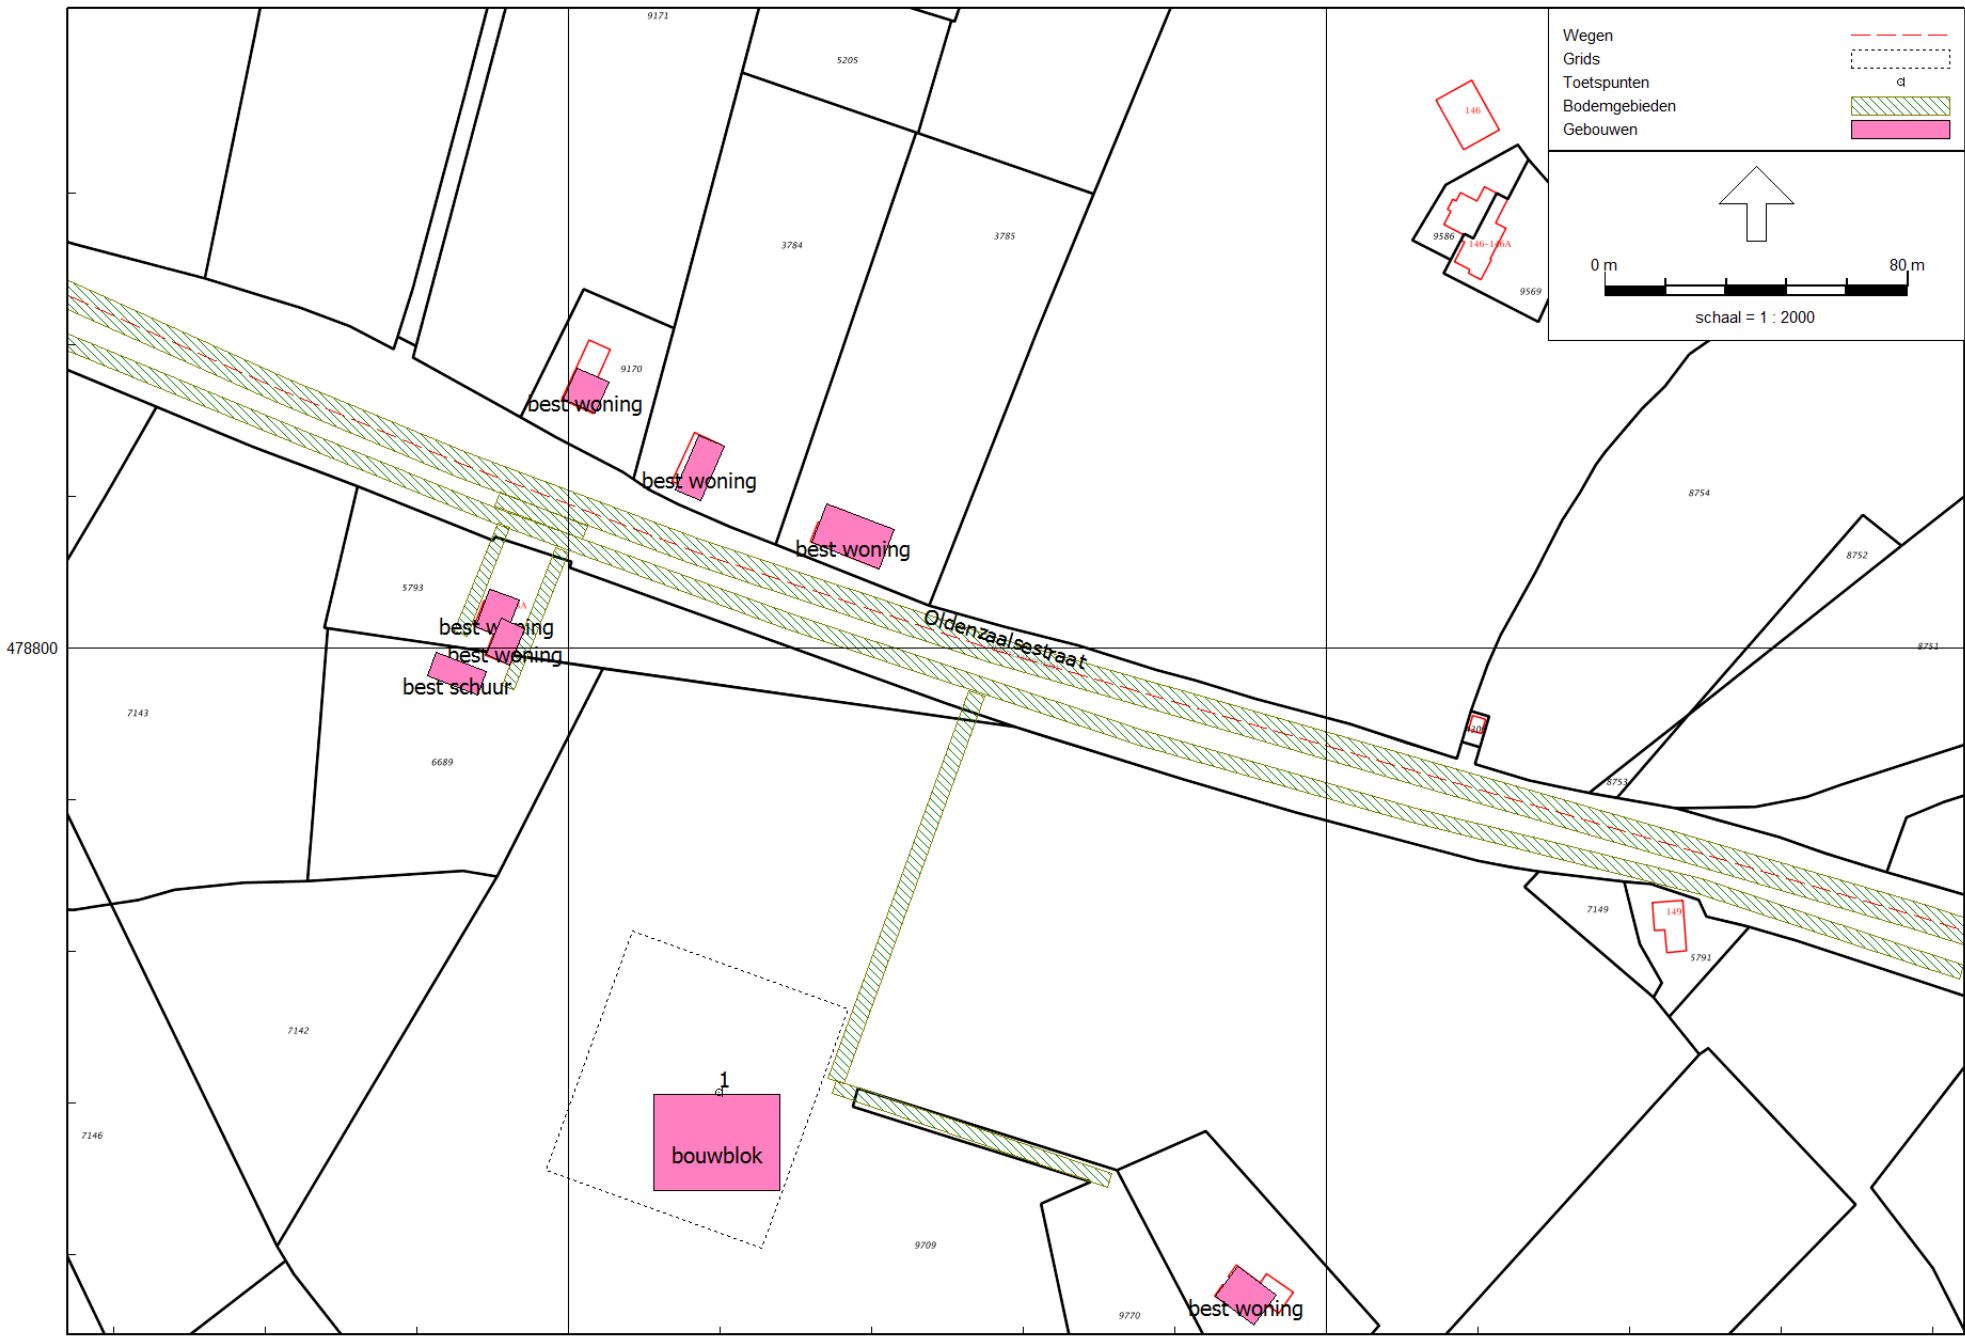 9171
Wegen
Grids
5205
Toetspunten
Bodemgebieden
146
Gebouwen
3784
3785
9586
146-146A
0 m
80 m
9569
schaal = 1 : 2000
9170
best woning
best woning
8754
best woning
8752
5793
best woning
Oldenzaalsestraat
478800
best woning
8751
best schuur
7143
6689
8753
7149
149
5791
7142
1
7146
bouwblok
9709
best woning
9770